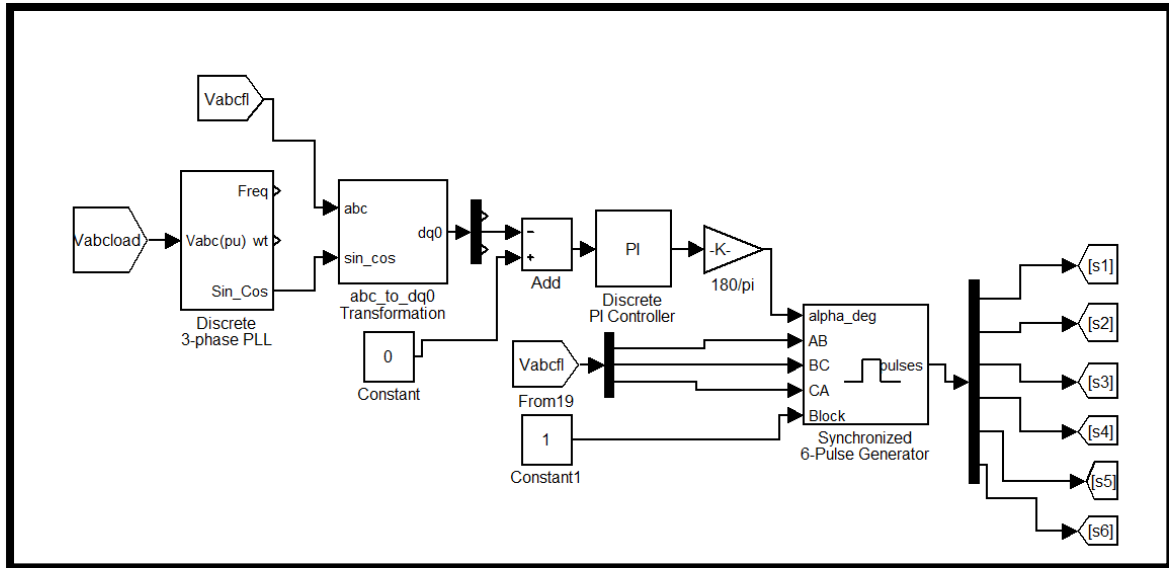 Vabcfl
Vabcload
Freq
Vabc(pu) wt
Sin_Cos
Discrete
3-phase PLL
abc
dq0
sin_cos
abc_to_dq0
Transformation
0
Constant
−
+
Add
PI
Discrete
PI Controller
-K-
180/pi
Vabcfl
From19
1
Constant1
alpha_deg
AB
BC
pulses
CA
Block
Synchronized
6-Pulse Generator
[s1]
[s2]
[s3]
[s4]
[s5]
[s6]